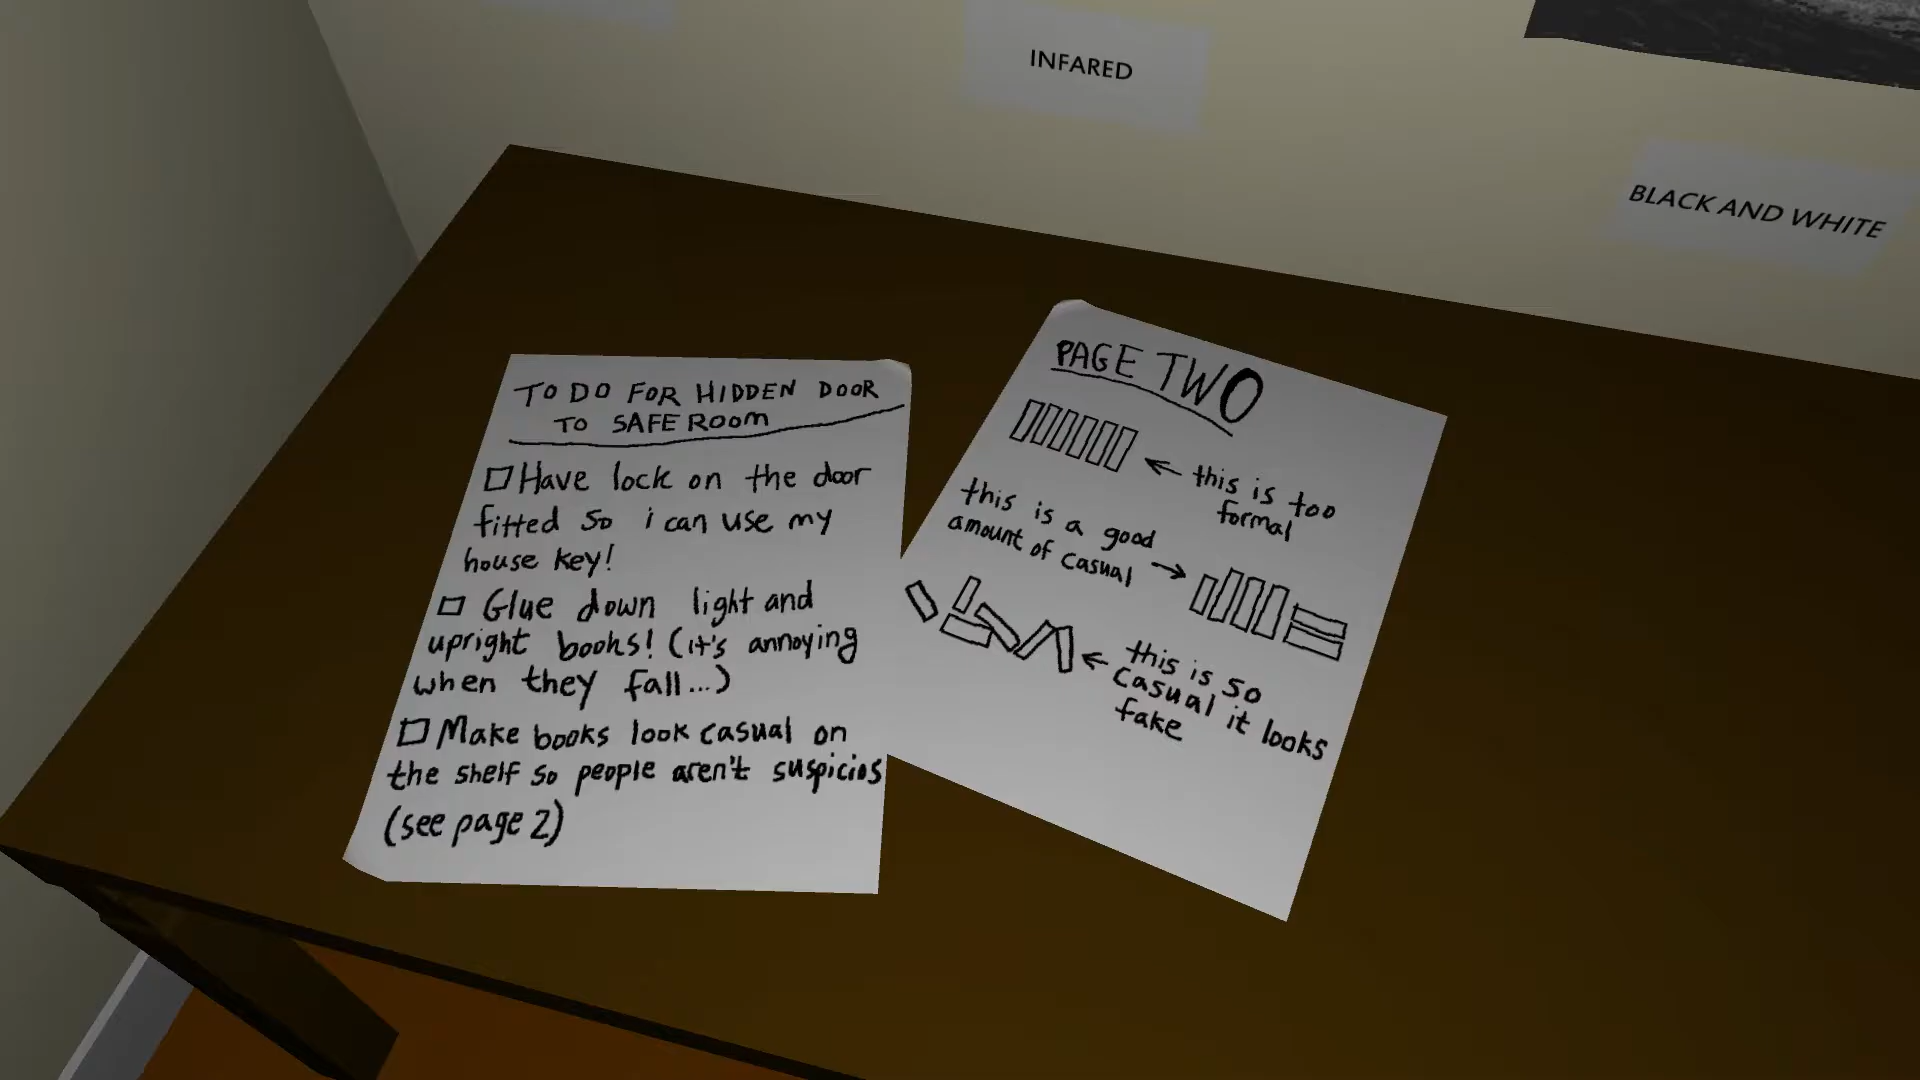 INFARED
BLACK AND WHITE
TO DO FOR HIDDEN DOOR
TO SAFE ROOM
Have lock on the door
fitted so i can use my
house key!
Glue down light and
upright books! (it's annoying
when they fall...)
Make books look casual on
the shelf so people aren't suspicios
(see page 2)
PAGE TWO
this is too
formal
this is a good
amount of casual
this is so
casual it looks
fake